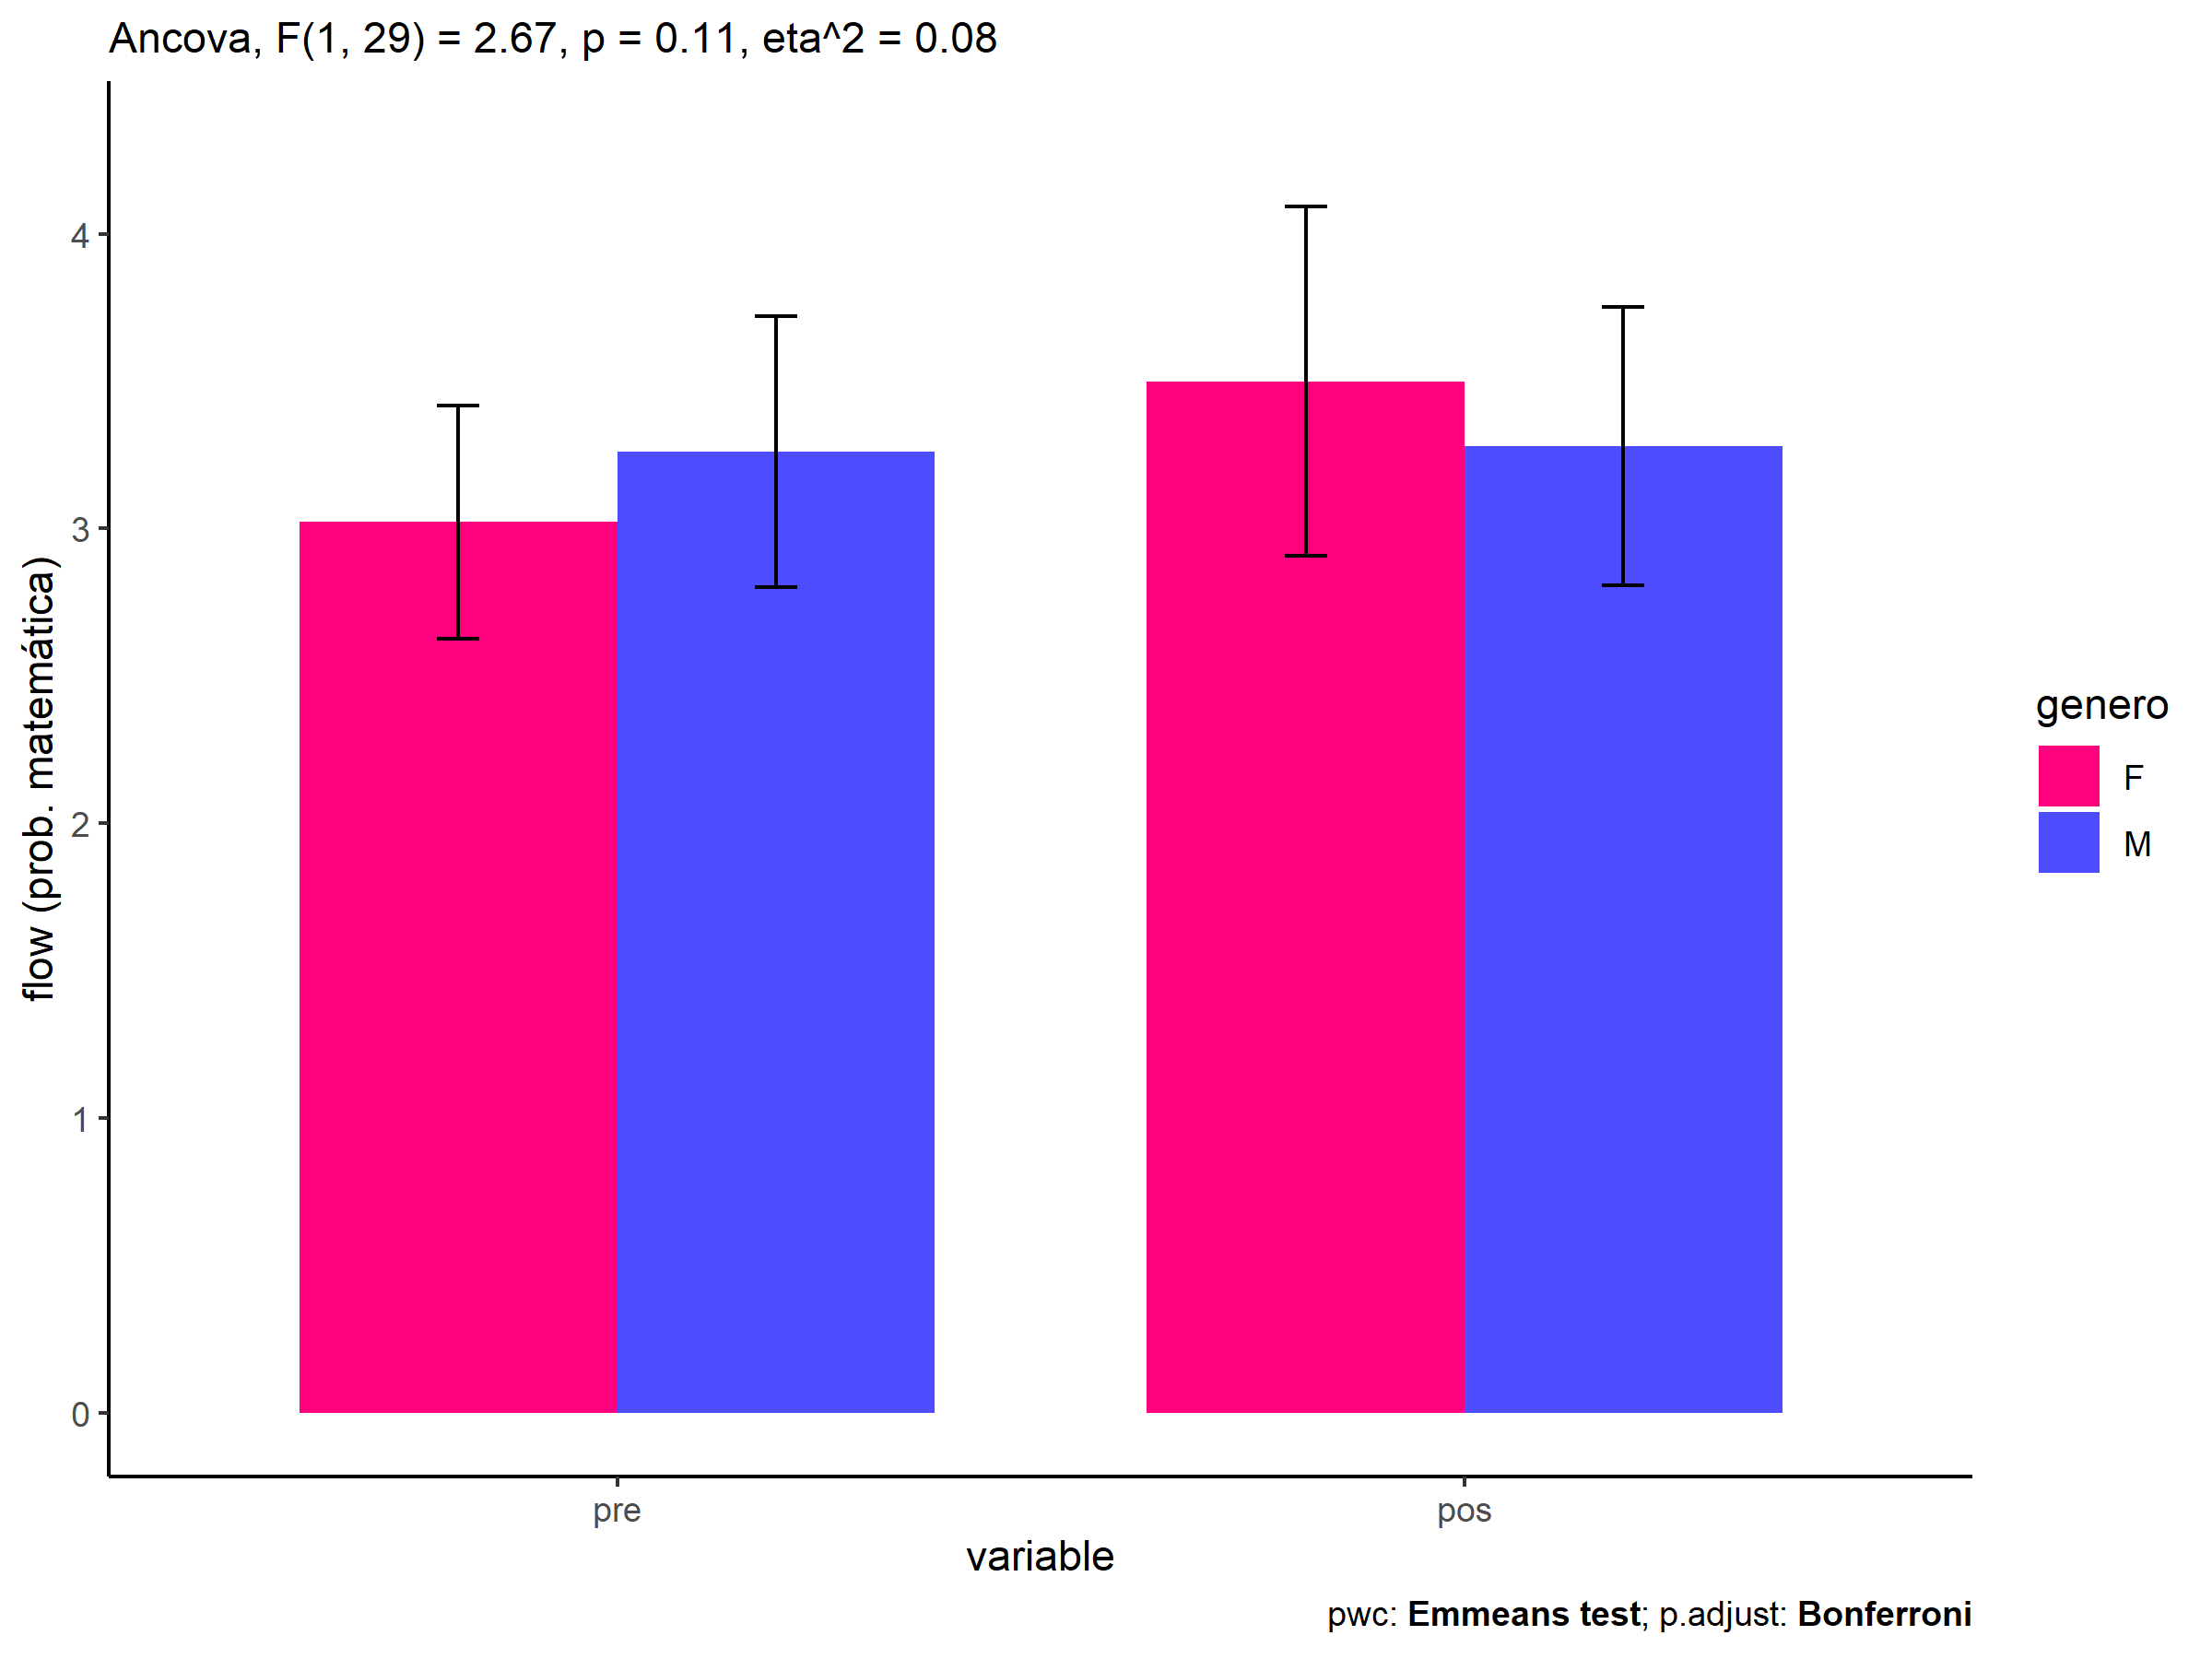 Ancova, F(1, 29) = 2.67, p = 0.11, eta^2 = 0.08
flow (prob. matemática)
4
3
2
1
0
pre
pos
variable
genero
F
M
pwc: Emmeans test; p.adjust: Bonferroni